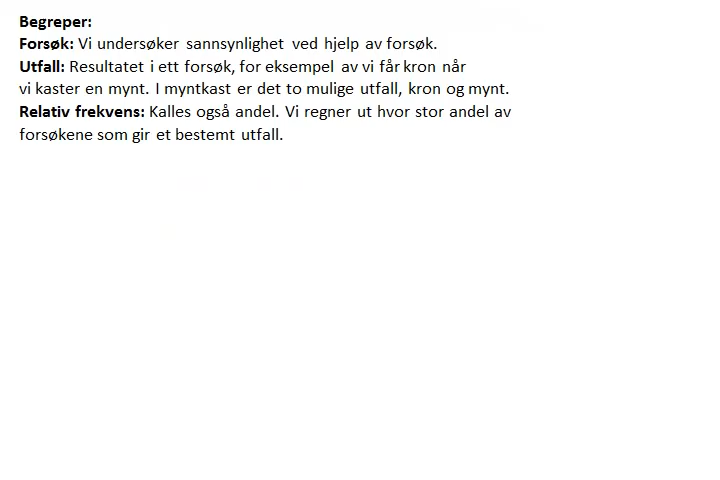 Begreper:
Forsøk: Vi undersøker sannsynlighet ved hjelp av forsøk.
Utfall: Resultatet i ett forsøk, for eksempel av vi får kron når
vi kaster en mynt. I myntkast er det to mulige utfall, kron og mynt.
Relativ frekvens: Kalles også andel. Vi regner ut hvor stor andel av
forsøkene som gir et bestemt utfall.